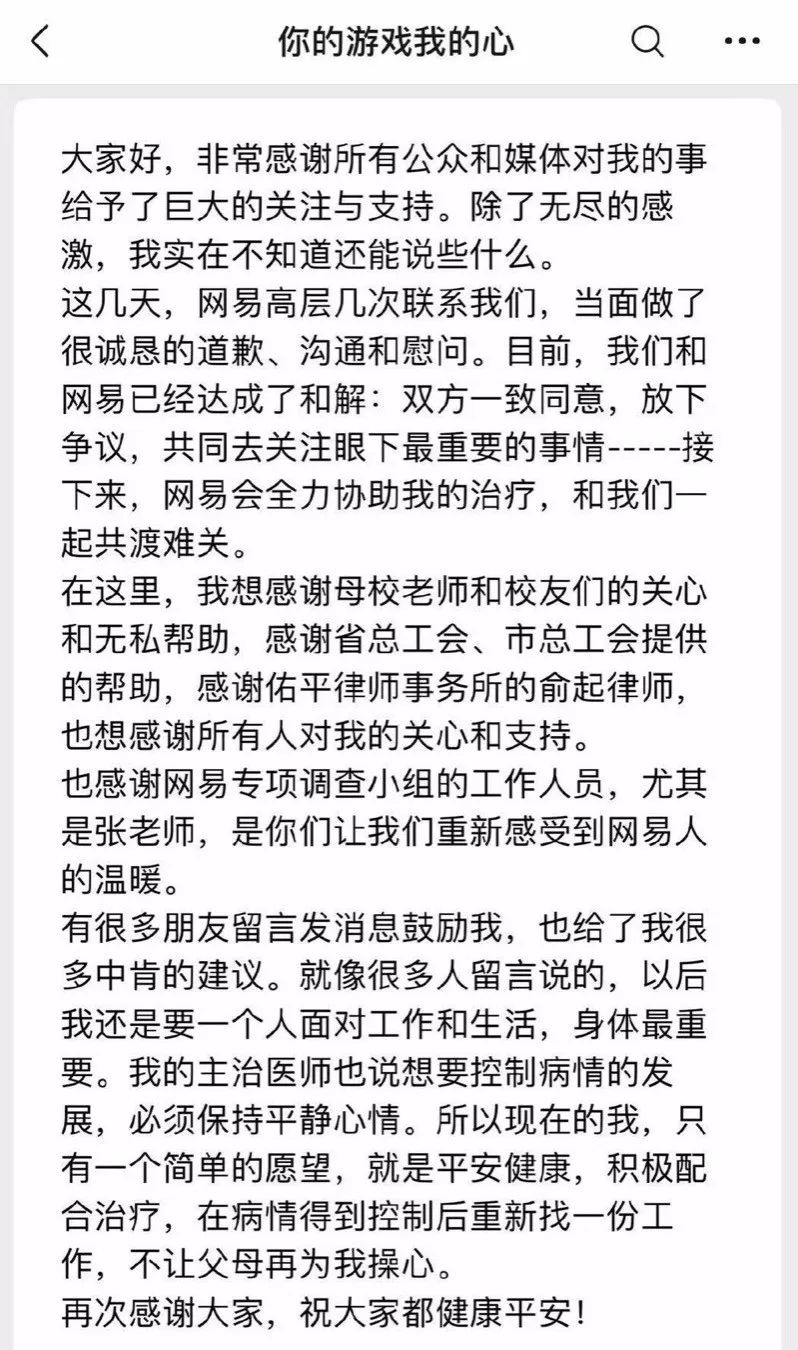 你的游戏我的心
大家好，非常感谢所有公众和媒体对我的事
给予了巨大的关注与支持。除了无尽的感
激，我实在不知道还能说些什么。
这几天，网易高层几次联系我们，当面做了
很诚恳的道歉、沟通和慰问。目前，我们和
网易已经达成了和解：双方一致同意，放下
争议，共同去关注眼下最重要的事情-----接
下来，网易会全力协助我的治疗，和我们一
起共渡难关。
在这里，我想感谢母校老师和校友们的关心
和无私帮助，感谢省总工会、市总工会提供
的帮助，感谢佑平律师事务所的俞起律师，
也想感谢所有人对我的关心和支持。
也感谢网易专项调查小组的工作人员，尤其
是张老师，是你们让我们重新感受到网易人
的温暖。
有很多朋友留言发消息鼓励我，也给了我很
多中肯的建议。就像很多人留言说的，以后
我还是要一个人面对工作和生活，身体最重
要。我的主治医师也说想要控制病情的发
展，必须保持平静心情。所以现在的我，只
有一个简单的愿望，就是平安健康，积极配
合治疗，在病情得到控制后重新找一份工
作，不让父母再为我操心。
再次感谢大家，祝大家都健康平安！